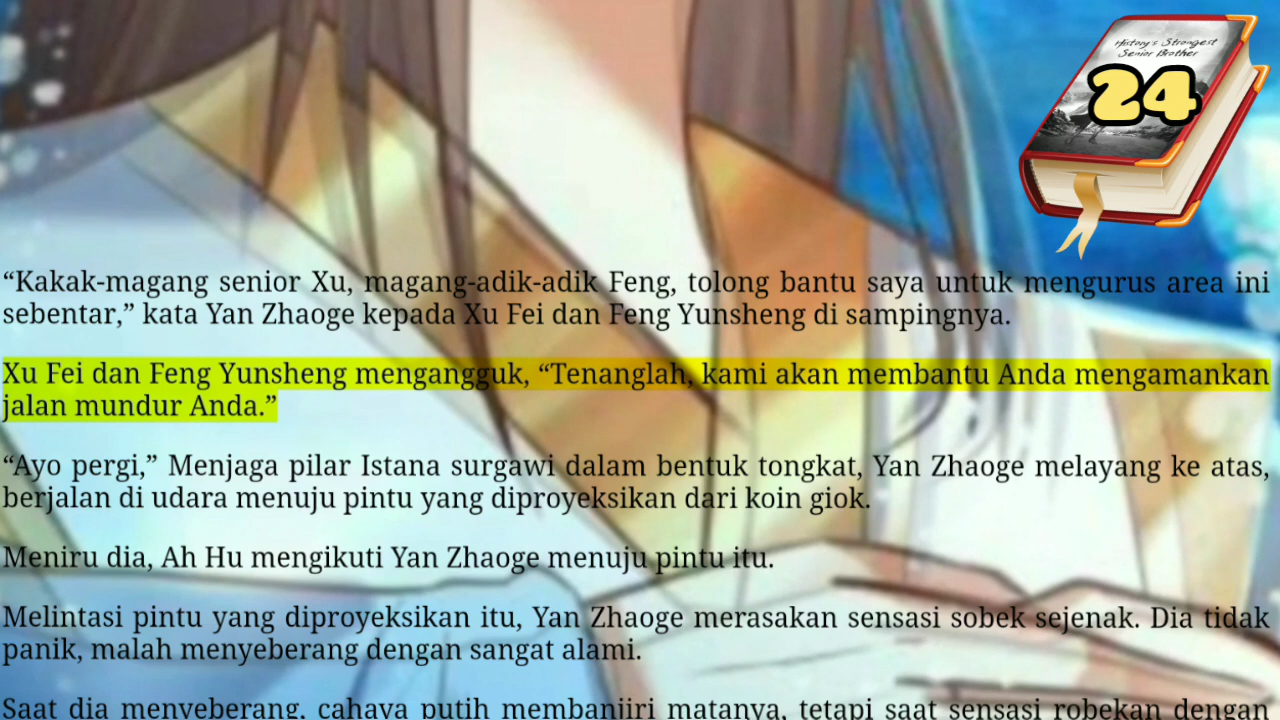 History's Strongest
Senior Brother
24
“Kakak-magang senior Xu, magang-adik-adik Feng, tolong bantu saya untuk mengurus area ini
sebentar,” kata Yan Zhaoge kepada Xu Fei dan Feng Yunsheng di sampingnya.
Xu Fei dan Feng Yunsheng mengangguk, “Tenanglah, kami akan membantu Anda mengamankan
jalan mundur Anda.”
“Ayo pergi,” Menjaga pilar Istana surgawi dalam bentuk tongkat, Yan Zhaoge melayang ke atas,
berjalan di udara menuju pintu yang diproyeksikan dari koin giok.
Meniru dia, Ah Hu mengikuti Yan Zhaoge menuju pintu itu.
Melintasi pintu yang diproyeksikan itu, Yan Zhaoge merasakan sensasi sobek sejenak. Dia tidak
panik, malah menyeberang dengan sangat alami.
Saat dia menyeberang, cahaya putih membanjiri matanya, tetapi saat sensasi robekan dengan